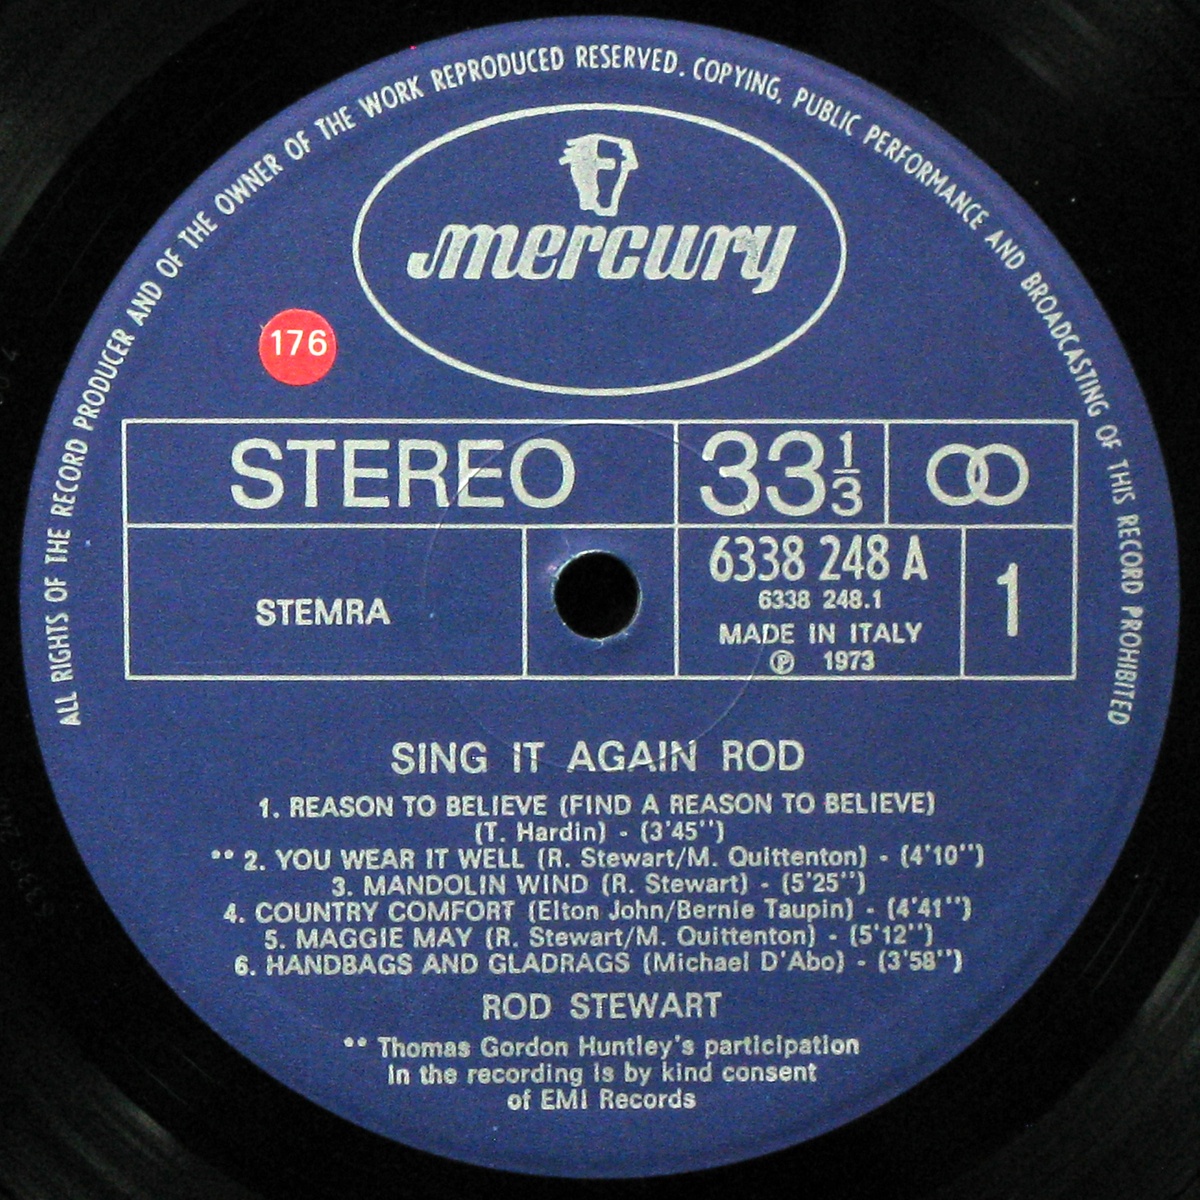 ALL RIGHTS OF THE RECORD PRODUCER AND OF THE OWNER OF THE WORK REPRODUCED RESERVED. COPYING, PUBLIC PERFORMANCE AND BROADCASTING OF THIS RECORD PROHIBITED
mercury
176
STEREO
33 1/3
STEMRA
6338 248 A
6338 248.1
MADE IN ITALY
℗ 1973
1
SING IT AGAIN ROD
1. REASON TO BELIEVE (FIND A REASON TO BELIEVE)
(T. Hardin) - (3'45'')
** 2. YOU WEAR IT WELL (R. Stewart/M. Quittenton) - (4'10'')
3. MANDOLIN WIND (R. Stewart) - (5'25'')
4. COUNTRY COMFORT (Elton John/Bernie Taupin) - (4'41'')
5. MAGGIE MAY (R. Stewart/M. Quittenton) - (5'12'')
6. HANDBAGS AND GLADRAGS (Michael D'Abo) - (3'58'')
ROD STEWART
** Thomas Gordon Huntley's participation
in the recording is by kind consent
of EMI Records